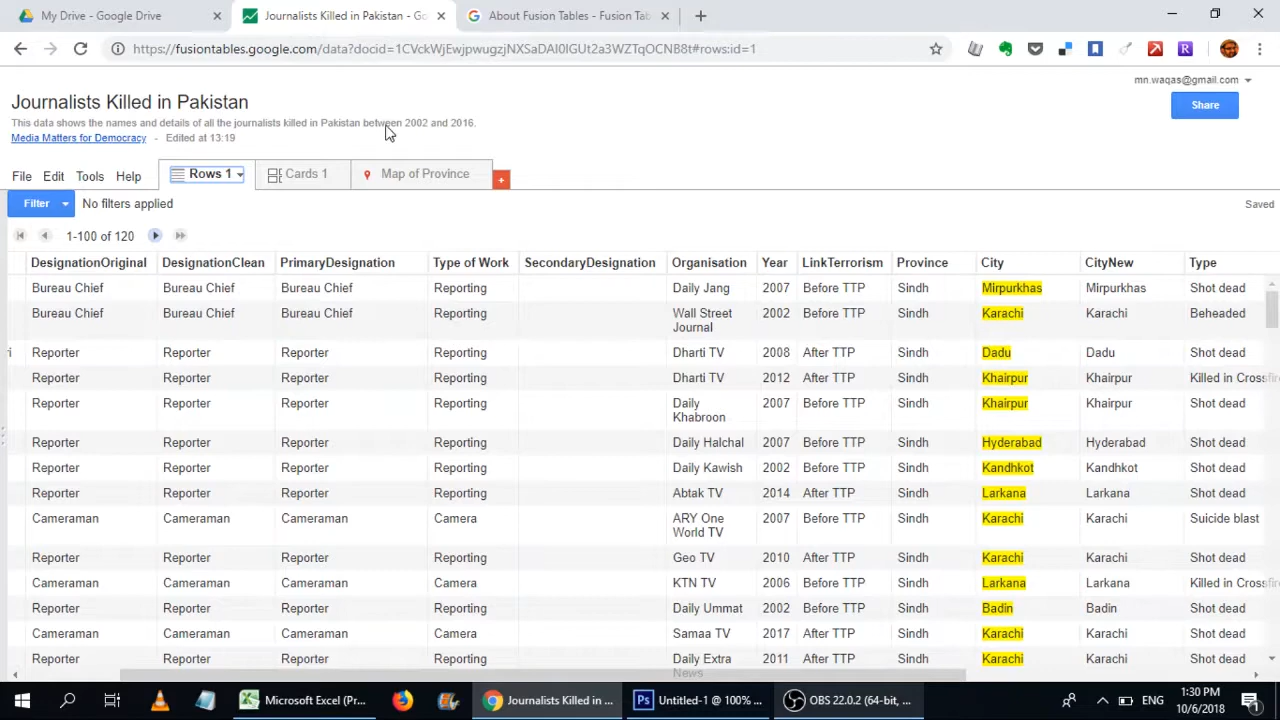 My Drive - Google Drive
Journalists Killed in Pakistan - Go
About Fusion Tables - Fusion Tab
https://fusiontables.google.com/data?docid=1CVckWjEwjpwugzjNXSaDAI0lGUt2a3WZTqOCNB8t#rows:id=1
mn.waqas@gmail.com
Journalists Killed in Pakistan
Share
This data shows the names and details of all the journalists killed in Pakistan between 2002 and 2016.
Media Matters for Democracy - Edited at 13:19
File Edit Tools Help Rows 1 Cards 1 Map of Province +
Filter No filters applied Saved
1-100 of 120
DesignationOriginal DesignationClean PrimaryDesignation Type of Work SecondaryDesignation Organisation Year LinkTerrorism Province City CityNew Type
Bureau Chief Bureau Chief Bureau Chief Reporting Daily Jang 2007 Before TTP Sindh Mirpurkhas Mirpurkhas Shot dead
Bureau Chief Bureau Chief Bureau Chief Reporting Wall Street 2002 Before TTP Sindh Karachi Karachi Beheaded
Journal
i Reporter Reporter Reporter Reporting Dharti TV 2008 After TTP Sindh Dadu Dadu Shot dead
Reporter Reporter Reporter Reporting Dharti TV 2012 After TTP Sindh Khairpur Khairpur Killed in Crossfire
Reporter Reporter Reporter Reporting Daily 2007 Before TTP Sindh Khairpur Khairpur Shot dead
Khabroon
Reporter Reporter Reporter Reporting Daily Halchal 2007 Before TTP Sindh Hyderabad Hyderabad Shot dead
Reporter Reporter Reporter Reporting Daily Kawish 2002 Before TTP Sindh Kandhkot Kandhkot Shot dead
Reporter Reporter Reporter Reporting Abtak TV 2014 After TTP Sindh Larkana Larkana Shot dead
Cameraman Cameraman Cameraman Camera ARY One 2007 Before TTP Sindh Karachi Karachi Suicide blast
World TV
Reporter Reporter Reporter Reporting Geo TV 2010 After TTP Sindh Karachi Karachi Shot dead
Cameraman Cameraman Cameraman Camera KTN TV 2006 Before TTP Sindh Larkana Larkana Killed in Crossfire
Reporter Reporter Reporter Reporting Daily Ummat 2002 Before TTP Sindh Badin Badin Shot dead
Cameraman Cameraman Cameraman Camera Samaa TV 2017 After TTP Sindh Karachi Karachi Shot dead
Reporter Reporter Reporter Reporting Daily Extra 2011 After TTP Sindh Karachi Karachi Shot dead
News
Microsoft Excel (Pr... Journalists Killed in ... Ps Untitled-1 @ 100% ... OBS 22.0.2 (64-bit, ... ENG 1:30 PM
10/6/2018